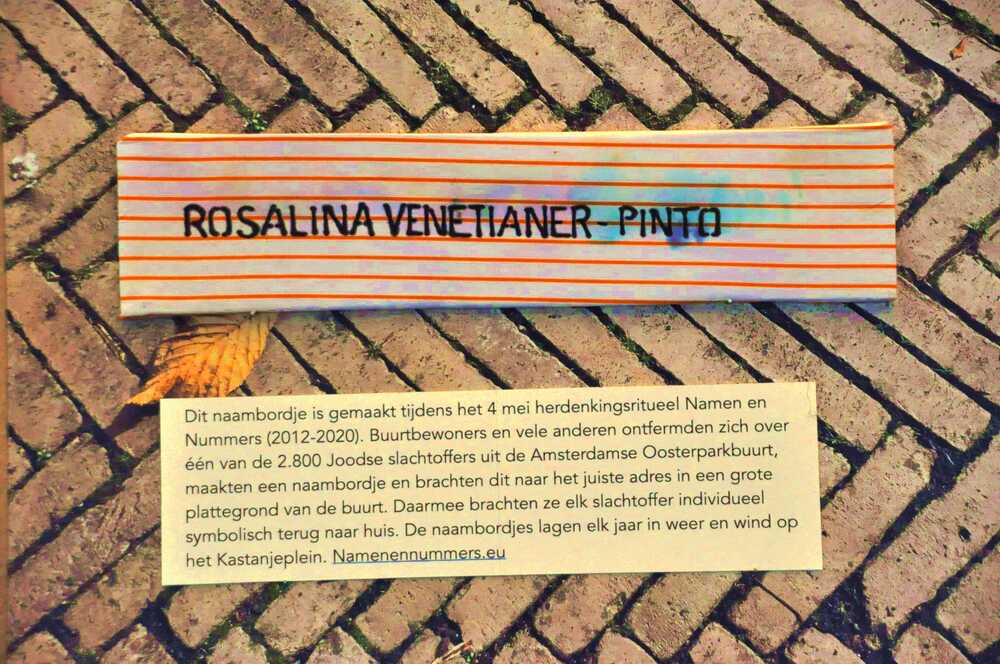 ROSALINA VENETIANER - PINTO
Dit naambordje is gemaakt tijdens het 4 mei herdenkingsritueel Namen en
Nummers (2012-2020). Buurtbewoners en vele anderen ontfermden zich over
één van de 2.800 Joodse slachtoffers uit de Amsterdamse Oosterparkbuurt,
maakten een naambordje en brachten dit naar het juiste adres in een grote
plattegrond van de buurt. Daarmee brachten ze elk slachtoffer individueel
symbolisch terug naar huis. De naambordjes lagen elk jaar in weer en wind op
het Kastanjeplein. Namenennummers.eu